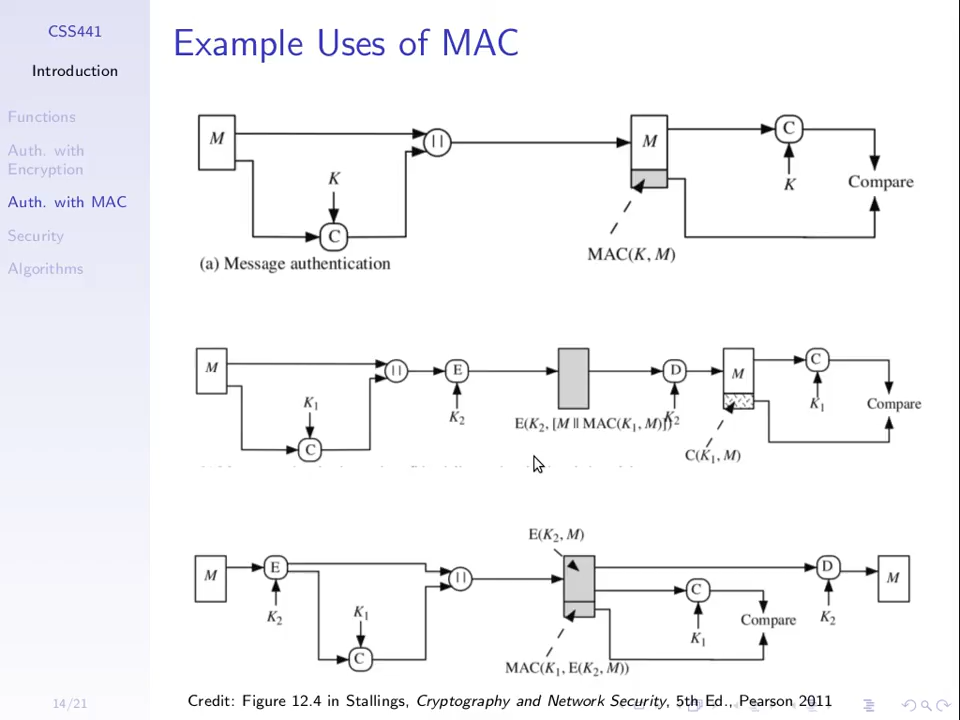 CSS441
Introduction
Functions
Auth. with
Encryption
Auth. with MAC
Security
Algorithms
14/21
Example Uses of MAC
M
||
M
C
K
K
Compare
C
MAC(K, M)
(a) Message authentication
M
||
E
D
M
C
K₁
K₂
E(K₂, [M || MAC(K₁, M)])
K₂
K₁
Compare
C
C(K₁, M)
E(K₂, M)
M
E
||
D
M
K₂
K₁
C
C
K₁
Compare
K₂
MAC(K₁, E(K₂, M))
Credit: Figure 12.4 in Stallings, Cryptography and Network Security, 5th Ed., Pearson 2011